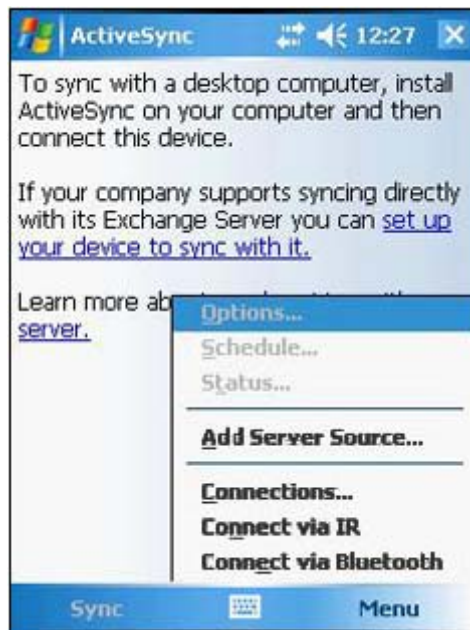 ActiveSync 12:27
To sync with a desktop computer, install
ActiveSync on your computer and then
connect this device.
If your company supports syncing directly
with its Exchange Server you can set up
your device to sync with it.
Learn more
server.
Options...
Schedule...
Status...
Add Server Source...
Connections...
Connect via IR
Connect via Bluetooth
Sync Menu